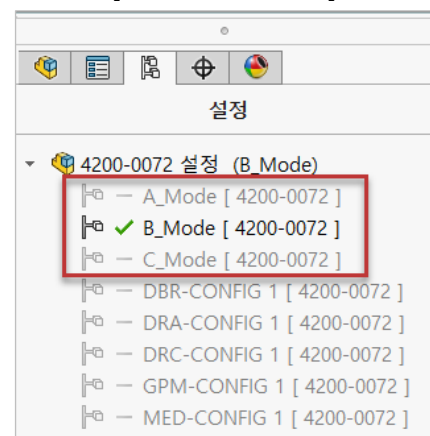 설정
4200-0072 설정 (B_Mode)
A_Mode [ 4200-0072 ]
B_Mode [ 4200-0072 ]
C_Mode [ 4200-0072 ]
DBR-CONFIG 1 [ 4200-0072 ]
DRA-CONFIG 1 [ 4200-0072 ]
DRC-CONFIG 1 [ 4200-0072 ]
GPM-CONFIG 1 [ 4200-0072 ]
MED-CONFIG 1 [ 4200-0072 ]